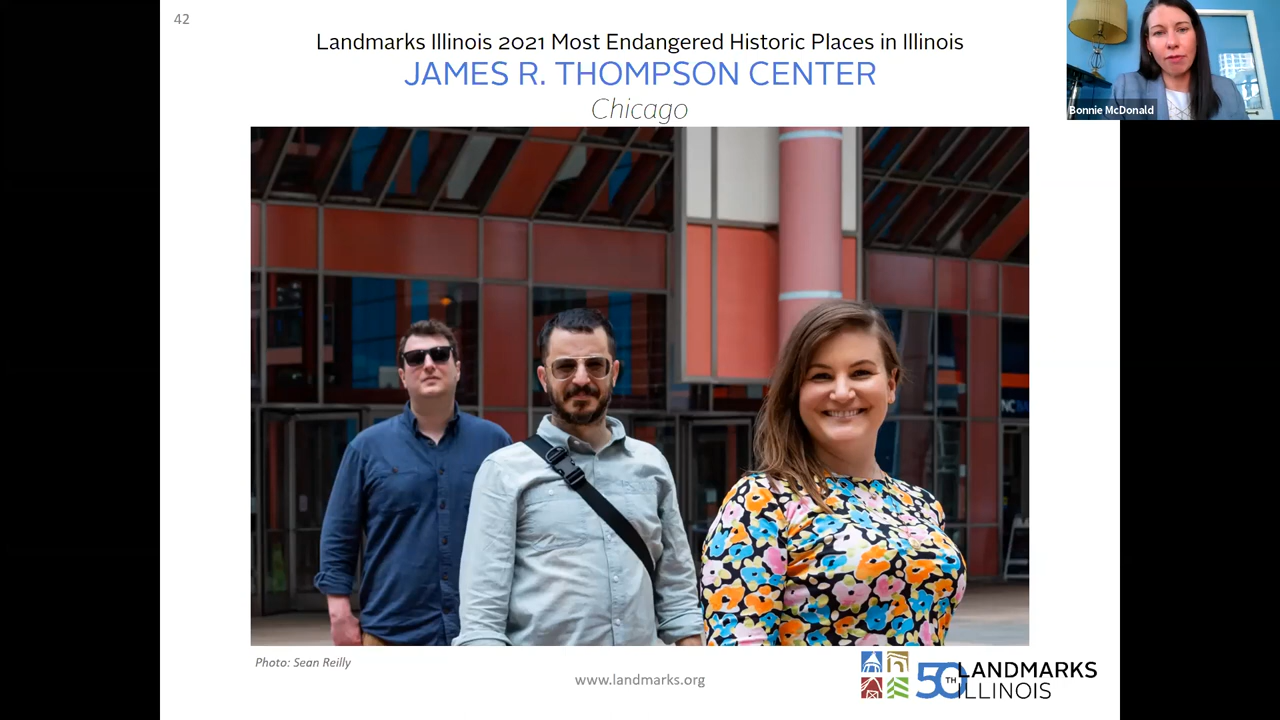 42
Landmarks Illinois 2021 Most Endangered Historic Places in Illinois
JAMES R. THOMPSON CENTER
Chicago
Bonnie McDonald
Photo: Sean Reilly
www.landmarks.org
50TH LANDMARKS
ILLINOIS